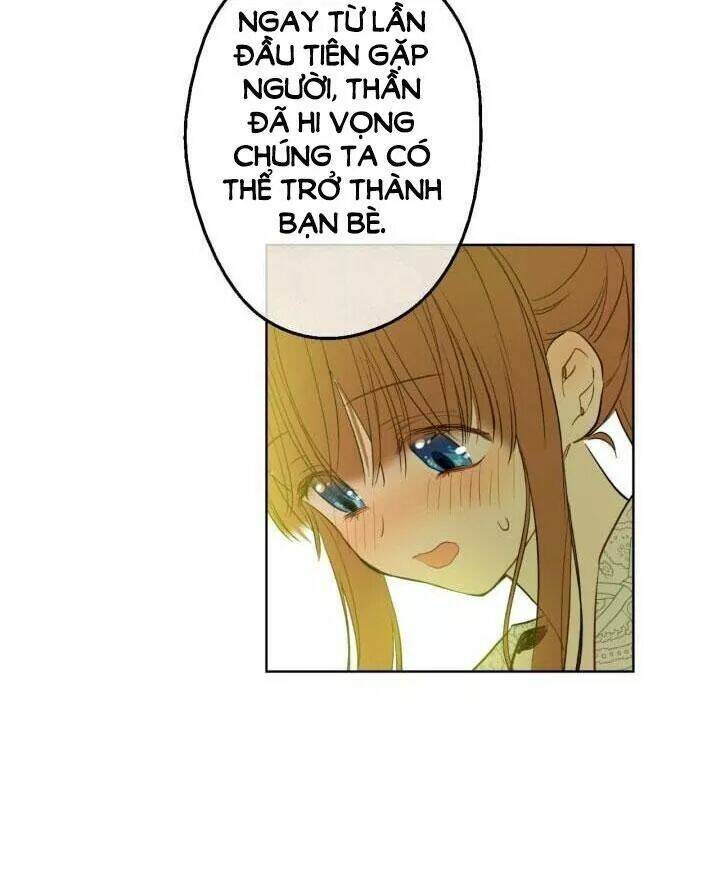 NGAY TỪ LẦN
ĐẦU TIÊN GẶP
NGƯỜI, THẦN
ĐÃ HI VỌNG
CHÚNG TA CÓ
THỂ TRỞ THÀNH
BẠN BÈ.